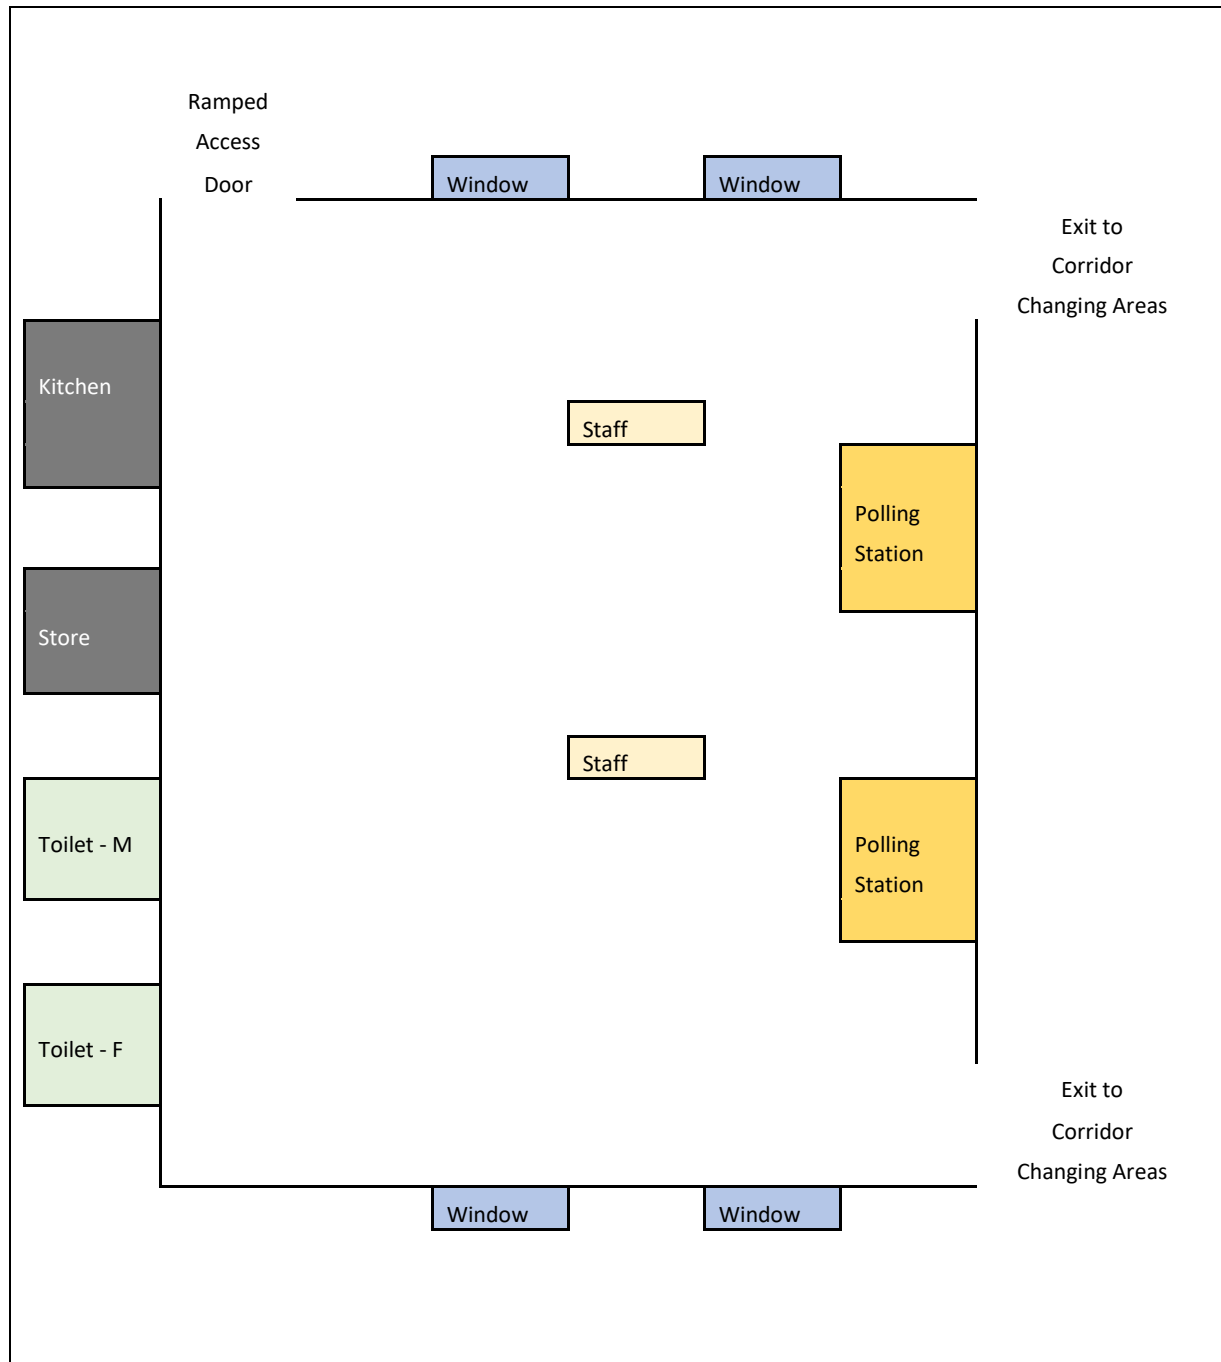 Ramped
Access
Door
Window
Window
Exit to
Corridor
Changing Areas
Kitchen
Staff
Polling
Station
Store
Staff
Toilet - M
Polling
Station
Toilet - F
Exit to
Corridor
Changing Areas
Window
Window